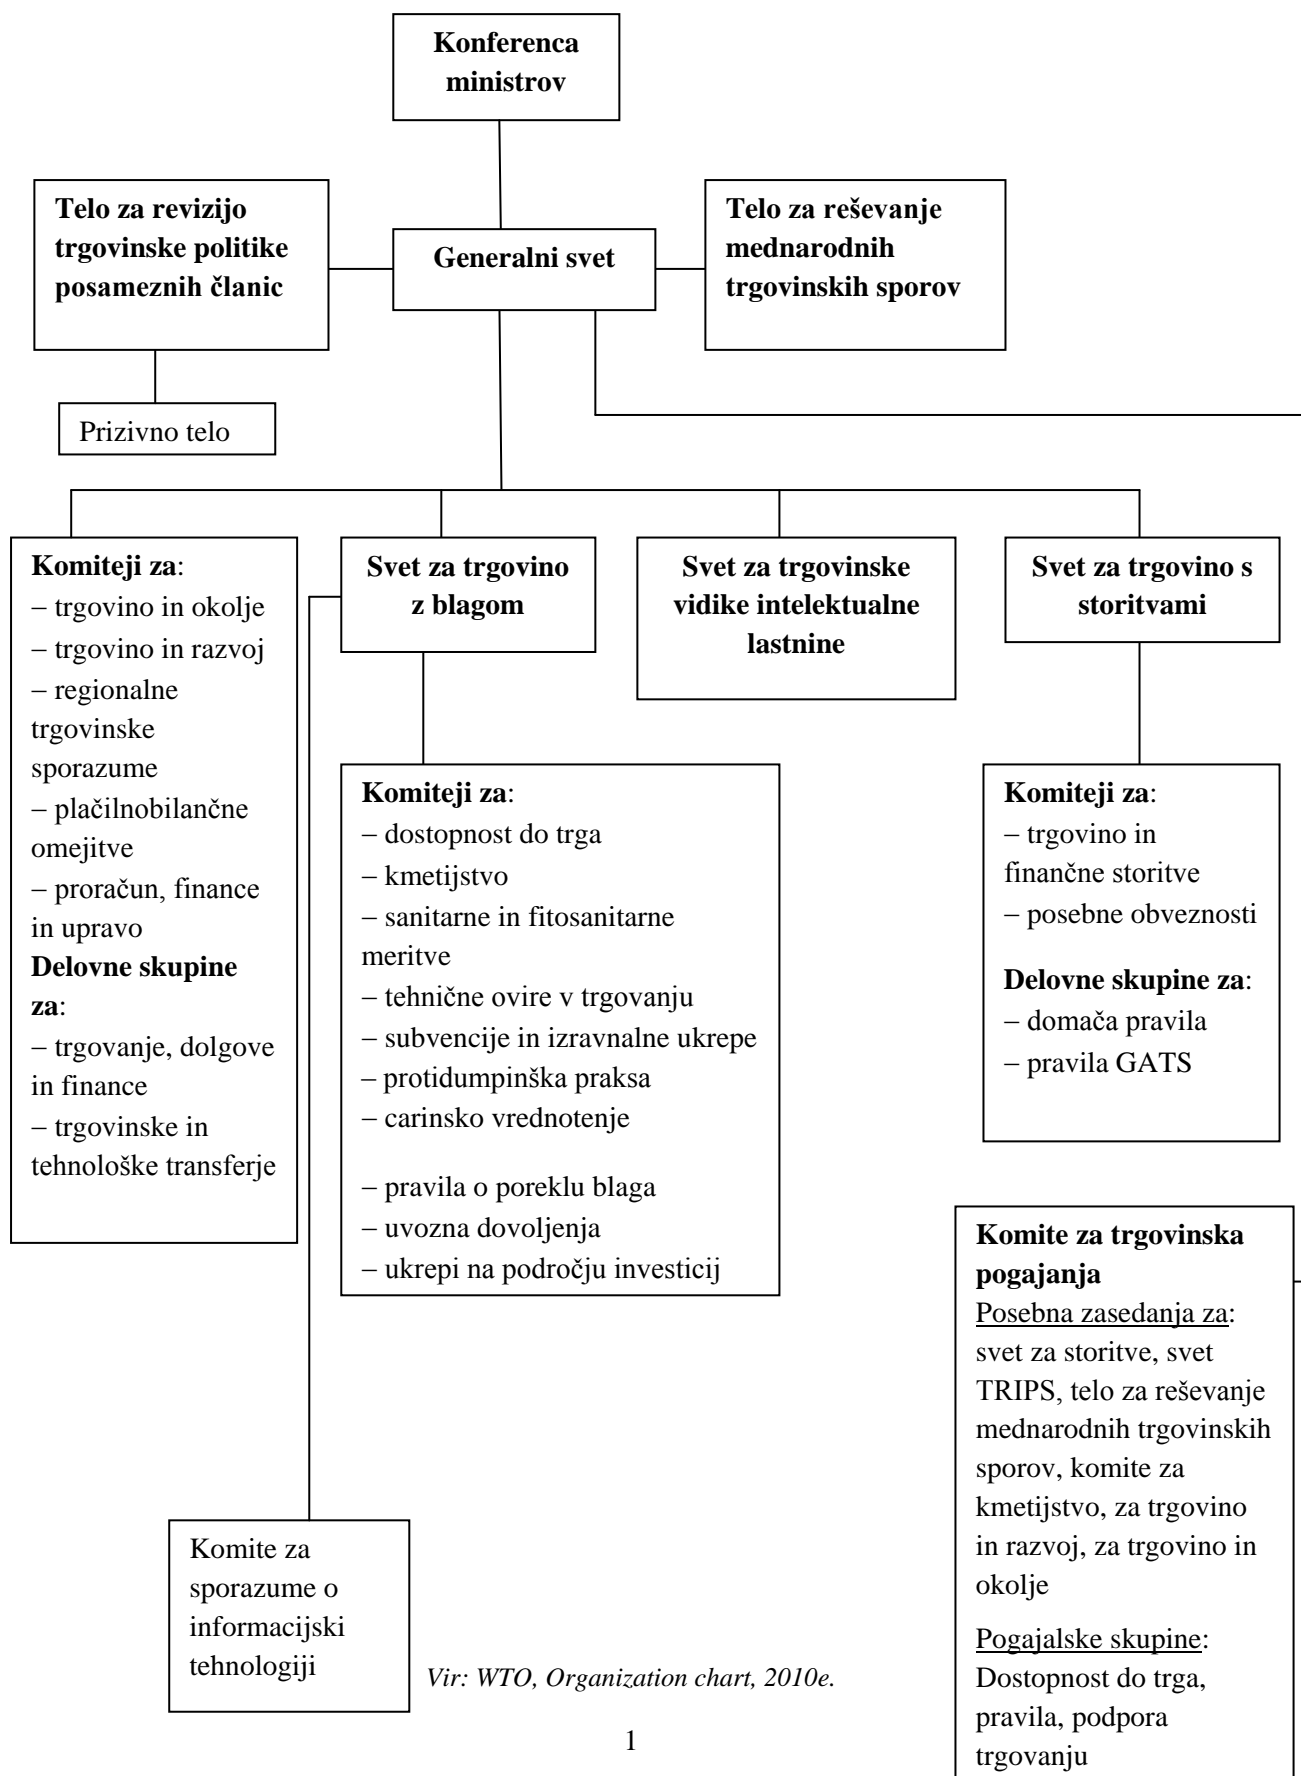 Konferenca
ministrov
Telo za revizijo
trgovinske politike
posameznih članic
Generalni svet
Telo za reševanje
mednarodnih
trgovinskih sporov
Prizivno telo
Komiteji za:
– trgovino in okolje
– trgovino in razvoj
– regionalne
trgovinske
sporazume
– plačilnobilančne
omejitve
– proračun, finance
in upravo
Delovne skupine
za:
– trgovanje, dolgove
in finance
– trgovinske in
tehnološke transferje
Svet za trgovino
z blagom
Svet za trgovinske
vidike intelektualne
lastnine
Svet za trgovino s
storitvami
Komiteji za:
– dostopnost do trga
– kmetijstvo
– sanitarne in fitosanitarne
meritve
– tehnične ovire v trgovanju
– subvencije in izravnalne ukrepe
– protidumpinška praksa
– carinsko vrednotenje
– pravila o poreklu blaga
– uvozna dovoljenja
– ukrepi na področju investicij
Komiteji za:
– trgovino in
finančne storitve
– posebne obveznosti
Delovne skupine za:
– domača pravila
– pravila GATS
Komite za trgovinska
pogajanja
Posebna zasedanja za:
svet za storitve, svet
TRIPS, telo za reševanje
mednarodnih trgovinskih
sporov, komite za
kmetijstvo, za trgovino
in razvoj, za trgovino in
okolje
Pogajalske skupine:
Dostopnost do trga,
pravila, podpora
trgovanju
Komite za
sporazume o
informacijski
tehnologiji
Vir: WTO, Organization chart, 2010e.
1